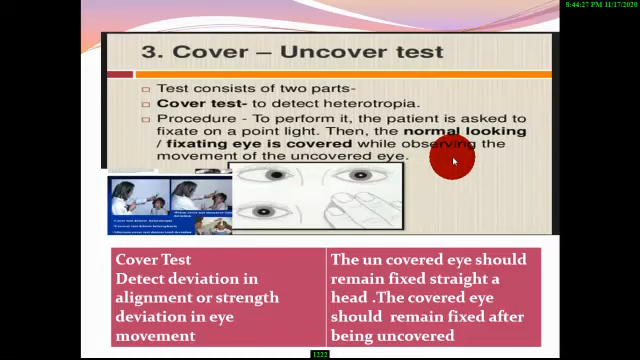 8:44:27 PM 11/17/2020
3. Cover – Uncover test
Test consists of two parts-
Cover test- to detect heterotropia.
Procedure - To perform it, the patient is asked to
fixate on a point light. Then, the normal looking
/ fixating eye is covered while observing the
movement of the uncovered eye.
Cover Test
Detect deviation in
alignment or strength
deviation in eye
movement
The un covered eye should
remain fixed straight a
head .The covered eye
should remain fixed after
being uncovered
1222